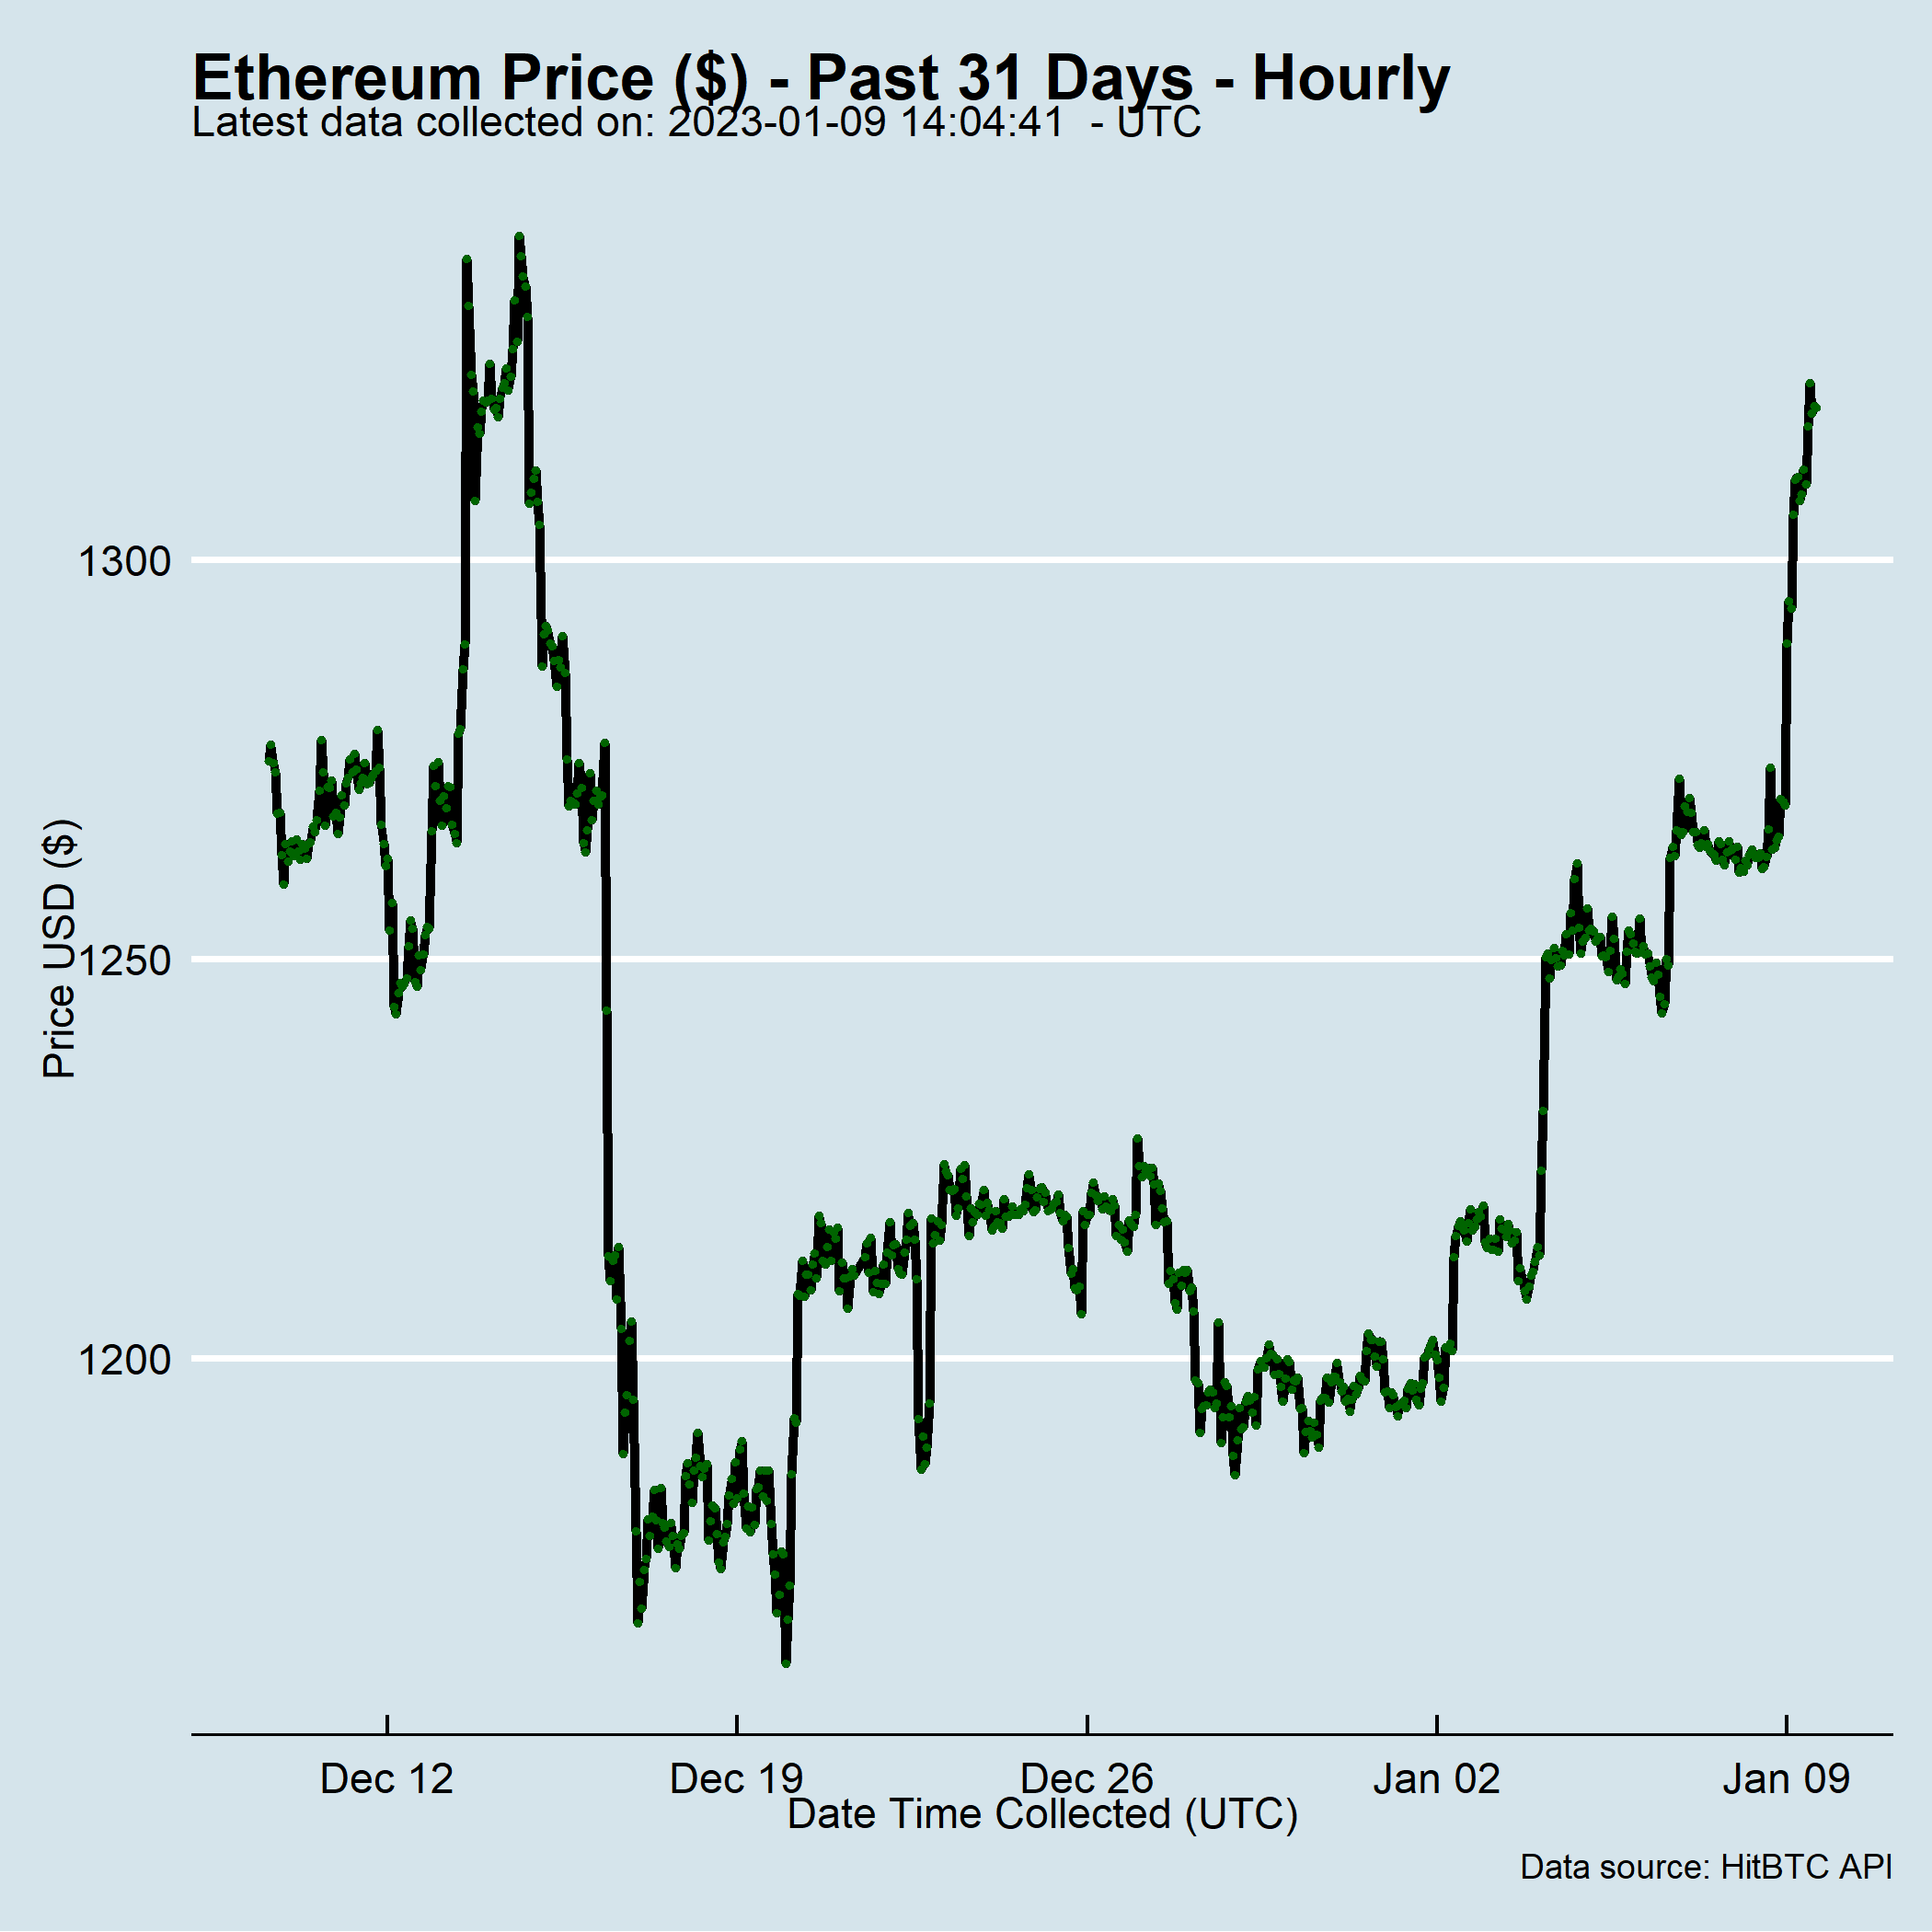 Ethereum Price ($) - Past 31 Days - Hourly
Latest data collected on: 2023-01-09 14:04:41  - UTC
Price USD ($)
1300
1250
1200
Dec 12
Dec 19
Dec 26
Jan 02
Jan 09
Date Time Collected (UTC)
Data source: HitBTC API